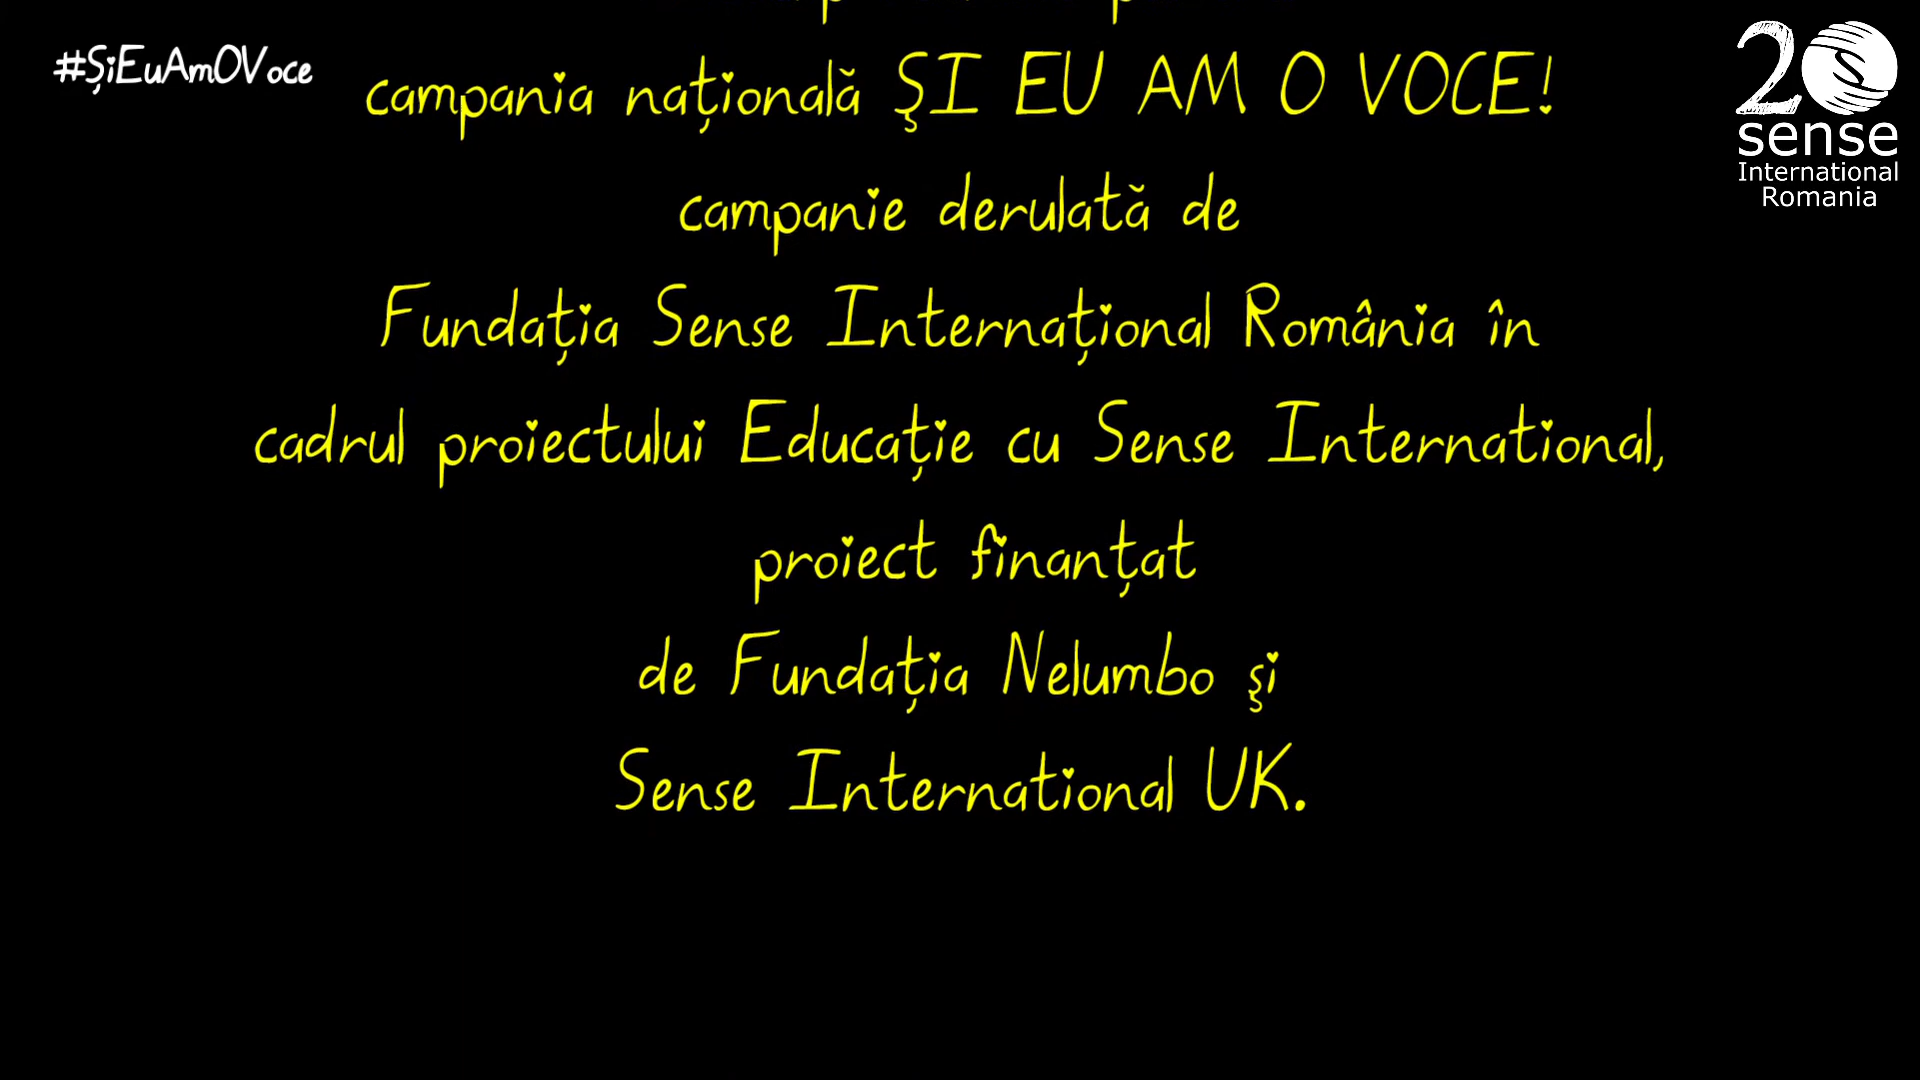 #ȘiEuAmOVoce
campania națională ŞI EU AM O VOCE!
campanie derulată de
Fundația Sense Internațional România în
cadrul proiectului Educație cu Sense International,
proiect finanțat
de Fundația Nelumbo şi
Sense International UK.
20
sense
International
Romania